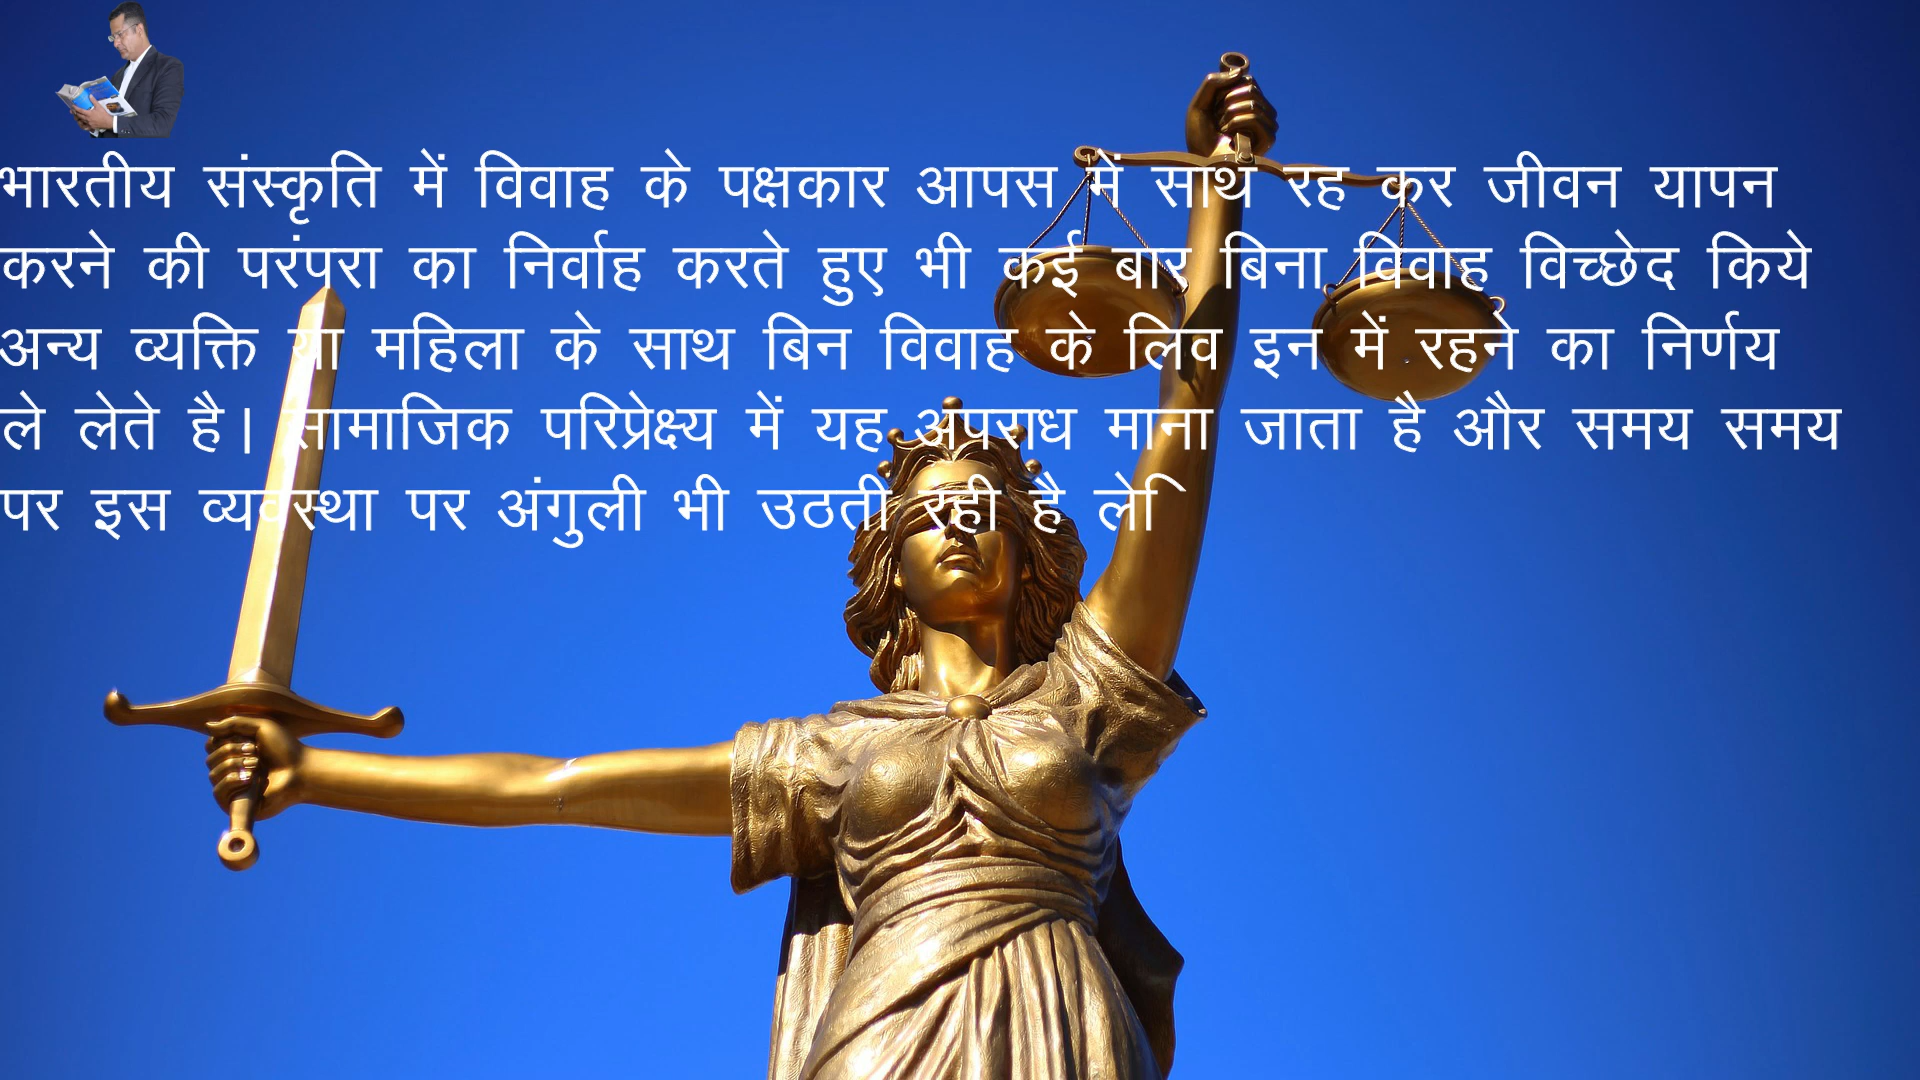 भारतीय संस्कृति में विवाह के पक्षकार आपस में साथ रह कर जीवन यापन
करने की परंपरा का निर्वाह करते हुए भी कई बार बिना विवाह विच्छेद किये
अन्य व्यक्ति या महिला के साथ बिन विवाह के लिव इन में रहने का निर्णय
ले लेते है। सामाजिक परिप्रेक्ष्य में यह अपराध माना जाता है और समय समय
पर इस व्यवस्था पर अंगुली भी उठती रही है